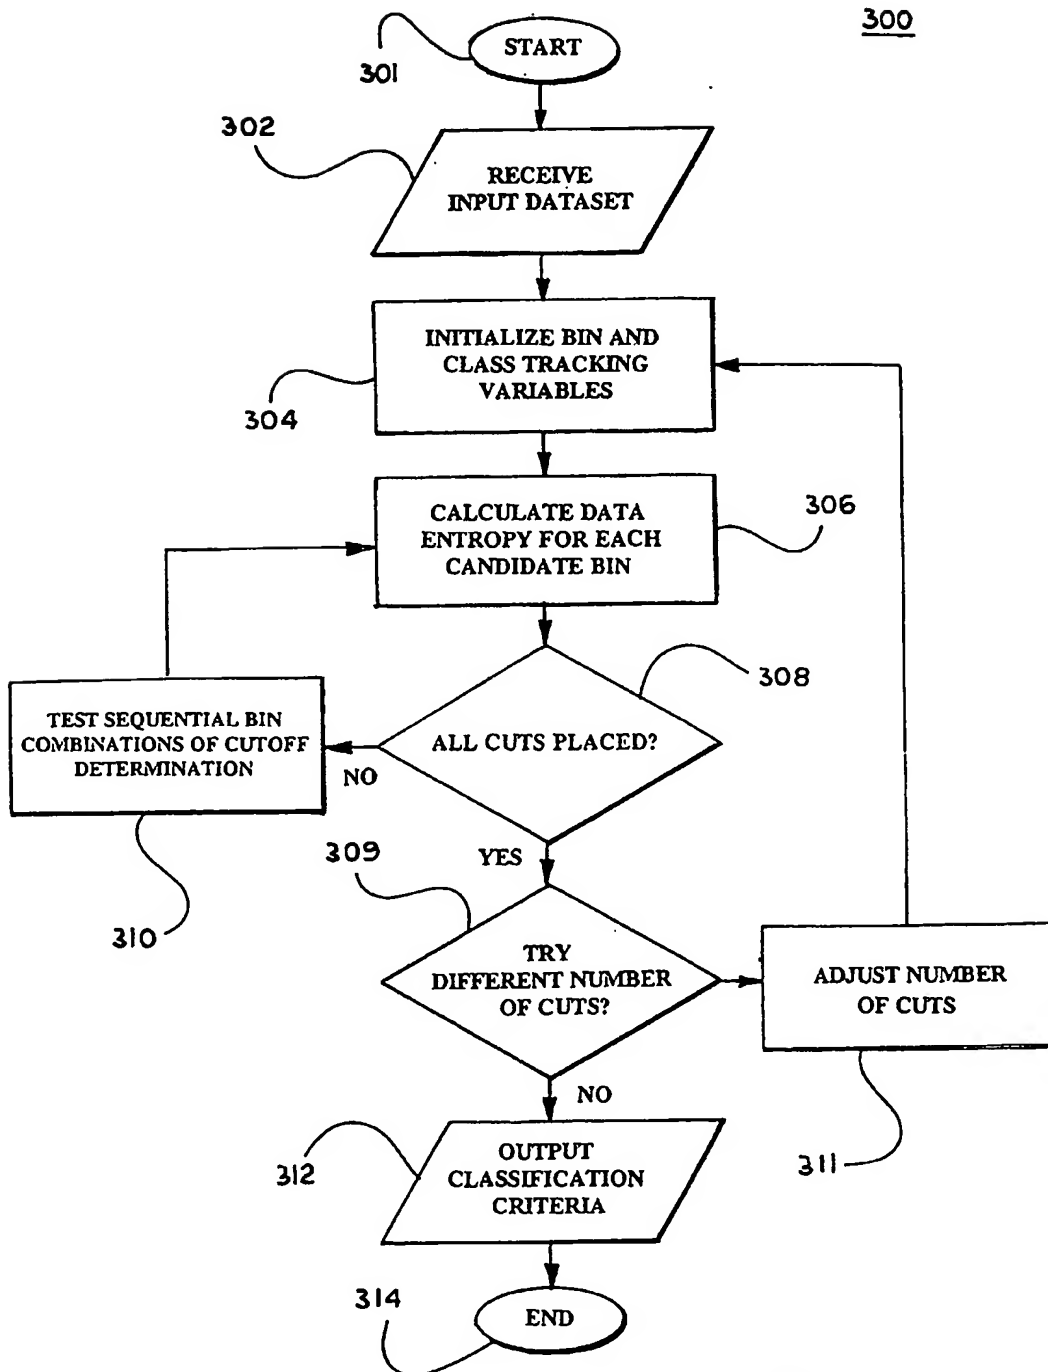 300
START
301
302
RECEIVE
INPUT DATASET
INITIALIZE BIN AND
CLASS TRACKING
VARIABLES
304
CALCULATE DATA
ENTROPY FOR EACH
CANDIDATE BIN
306
308
ALL CUTS PLACED?
TEST SEQUENTIAL BIN
COMBINATIONS OF CUTOFF
DETERMINATION
NO
310
YES
309
TRY
DIFFERENT NUMBER
OF CUTS?
ADJUST NUMBER
OF CUTS
311
NO
OUTPUT
CLASSIFICATION
CRITERIA
312
END
314